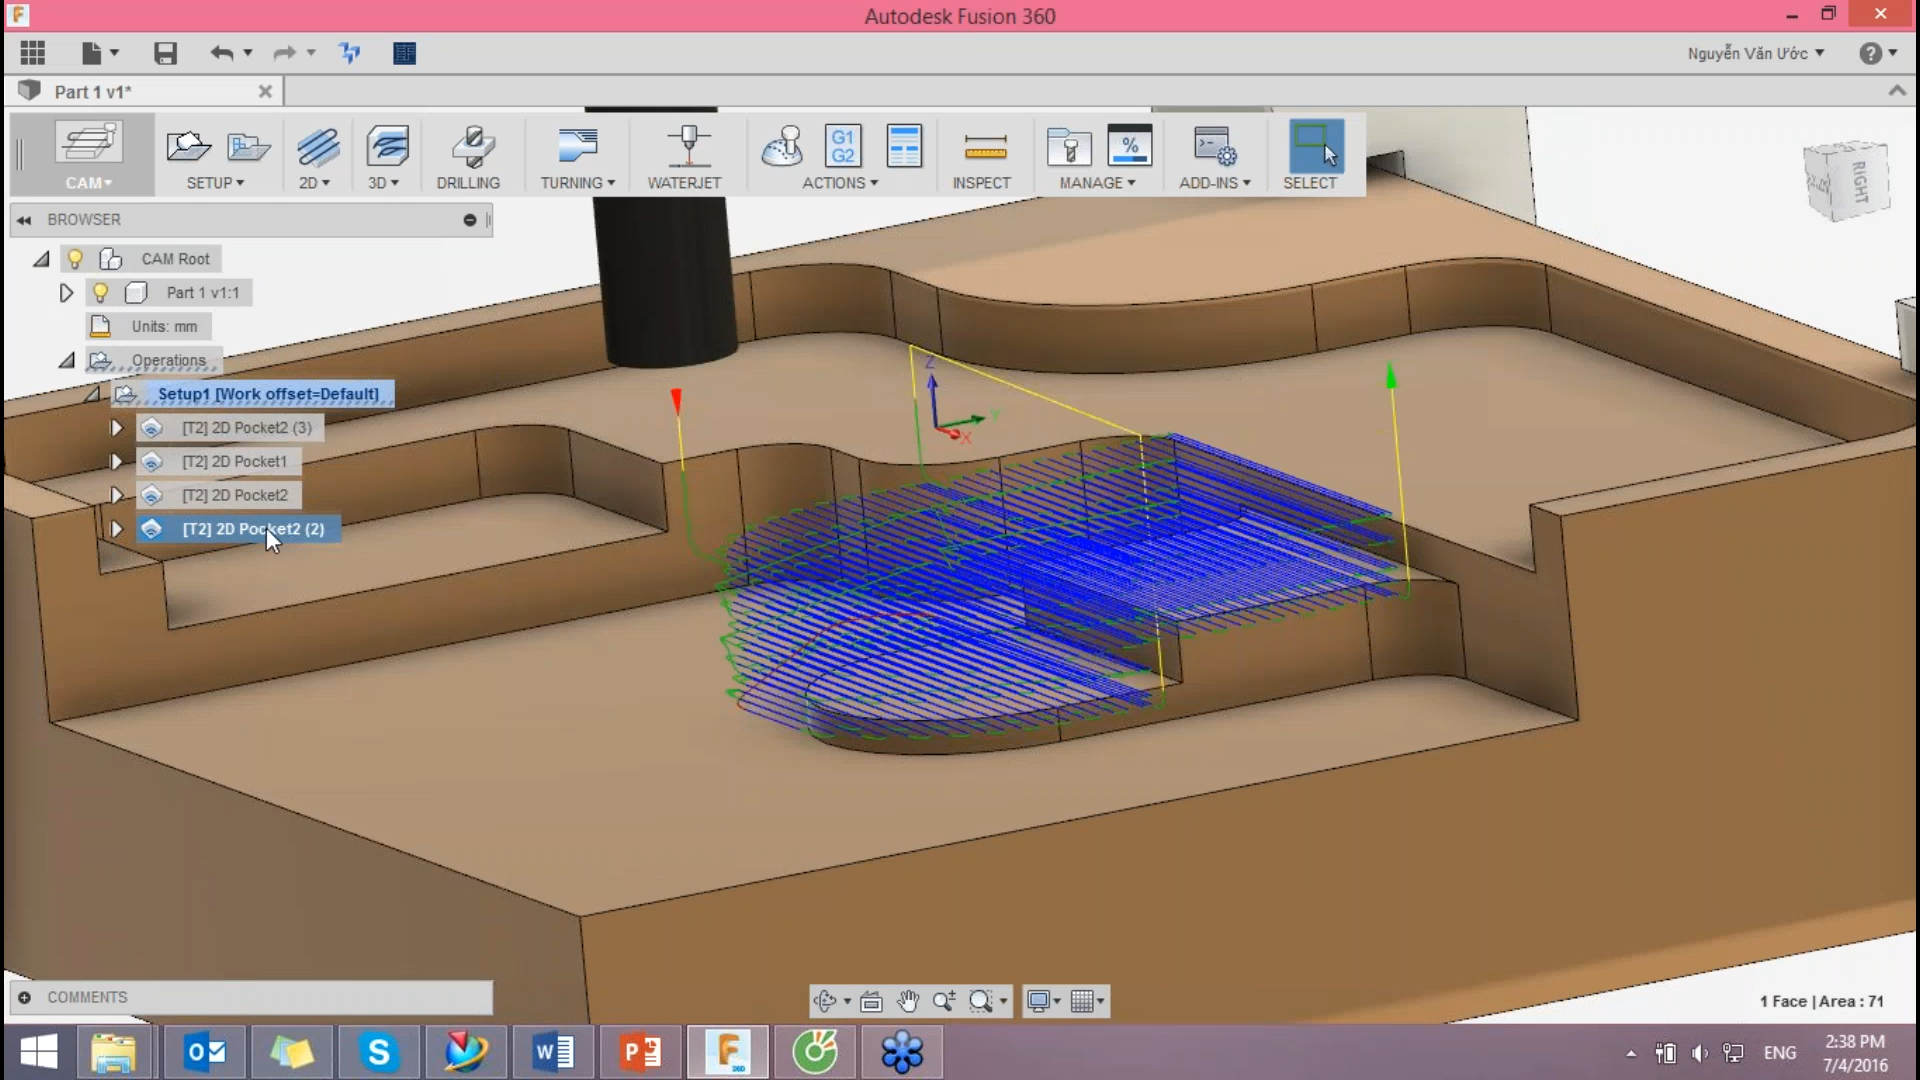 Autodesk Fusion 360
Nguyễn Văn Ước
Part 1 v1*
CAM
SETUP
2D
3D
DRILLING
TURNING
WATERJET
G1
G2
ACTIONS
INSPECT
%
MANAGE
ADD-INS
SELECT
RIGHT
BROWSER
CAM Root
Part 1 v1:1
Units: mm
Operations
Setup1 [Work offset=Default]
[T2] 2D Pocket2 (3)
[T2] 2D Pocket1
[T2] 2D Pocket2
[T2] 2D Pocket2 (2)
Z
Y
X
COMMENTS
1 Face | Area : 71
ENG
2:38 PM
7/4/2016